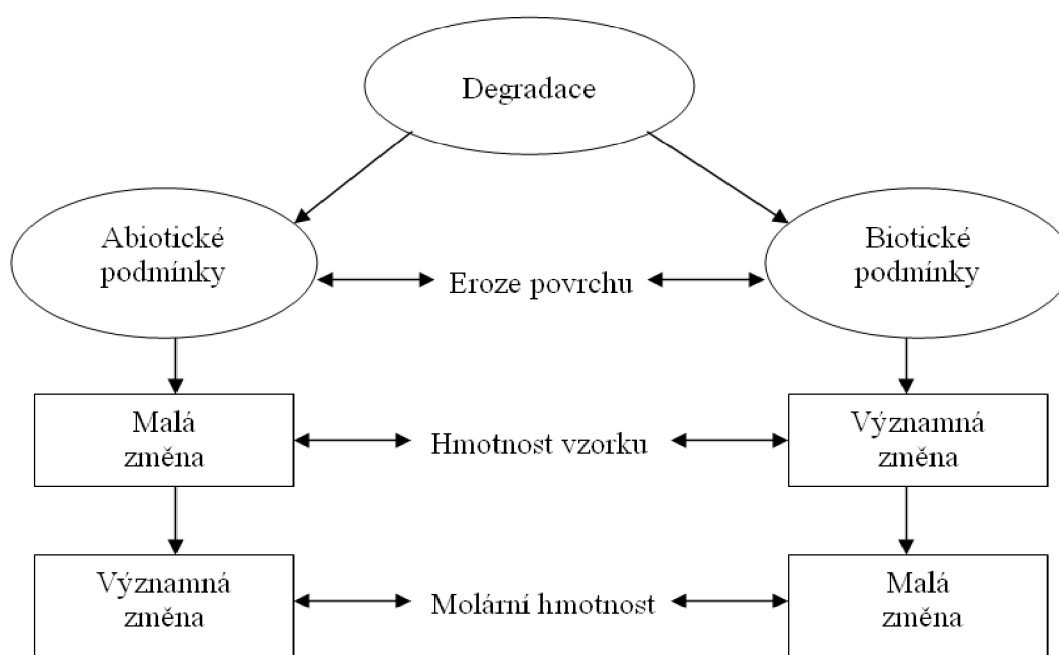 Degradace
Abiotické
podmínky
Eroze povrchu
Biotické
podmínky
Malá
změna
Hmotnost vzorku
Významná
změna
Významná
změna
Molární hmotnost
Malá
změna